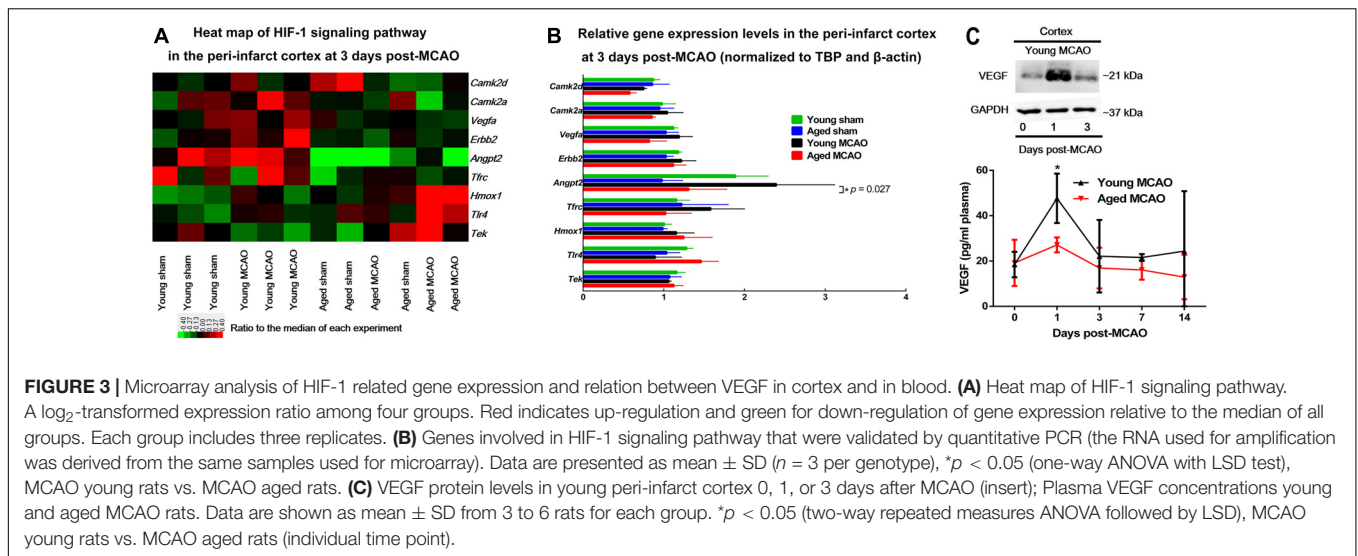 A
Heat map of HIF-1 signaling pathway
in the peri-infarct cortex at 3 days post-MCAO
Camk2d
Camk2a
Vegfa
Erbb2
Angpt2
Tfrc
Hmox1
Tlr4
Tek
Young sham
Young sham
Young sham
Young MCAO
Young MCAO
Young MCAO
Aged sham
Aged sham
Aged MCAO
Aged sham
Aged MCAO
Aged MCAO
-0.40
-0.27
-0.13
0.00
0.13
0.27
0.40
Ratio to the median of each experiment
B
Relative gene expression levels in the peri-infarct cortex
at 3 days post-MCAO (normalized to TBP and β-actin)
Camk2d
Camk2a
Vegfa
Erbb2
Angpt2
Tfrc
Hmox1
Tlr4
Tek
Young sham
Aged sham
Young MCAO
Aged MCAO
* p = 0.027
0 1 2 3 4
C
Cortex
Young MCAO
VEGF
~21 kDa
GAPDH
~37 kDa
0 1 3
Days post-MCAO
VEGF (pg/ml plasma)
60
40
20
0
*
Young MCAO
Aged MCAO
0 1 3 7 14
Days post-MCAO
FIGURE 3 | Microarray analysis of HIF-1 related gene expression and relation between VEGF in cortex and in blood. (A) Heat map of HIF-1 signaling pathway.
A log₂-transformed expression ratio among four groups. Red indicates up-regulation and green for down-regulation of gene expression relative to the median of all
groups. Each group includes three replicates. (B) Genes involved in HIF-1 signaling pathway that were validated by quantitative PCR (the RNA used for amplification
was derived from the same samples used for microarray). Data are presented as mean ± SD (n = 3 per genotype), *p < 0.05 (one-way ANOVA with LSD test),
MCAO young rats vs. MCAO aged rats. (C) VEGF protein levels in young peri-infarct cortex 0, 1, or 3 days after MCAO (insert); Plasma VEGF concentrations young
and aged MCAO rats. Data are shown as mean ± SD from 3 to 6 rats for each group. *p < 0.05 (two-way repeated measures ANOVA followed by LSD), MCAO
young rats vs. MCAO aged rats (individual time point).